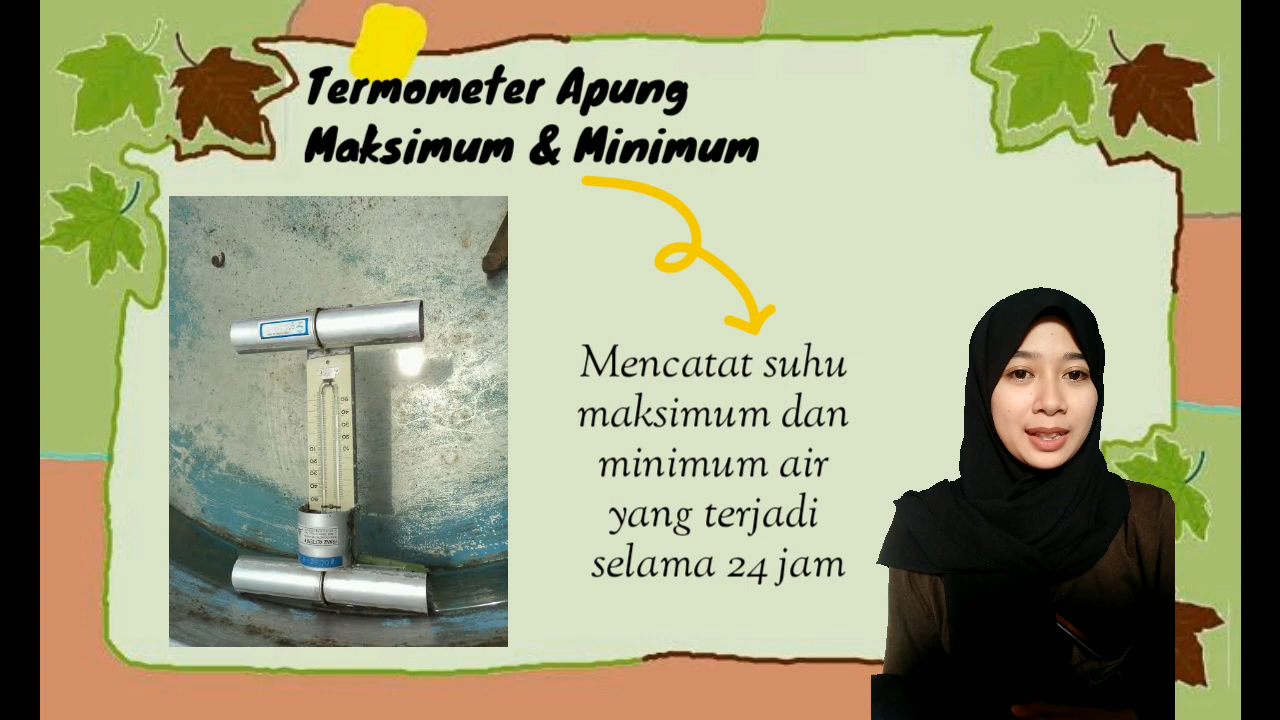 Termometer Apung
Maksimum & Minimum
Mencatat suhu
maksimum dan
minimum air
yang terjadi
selama 24 jam